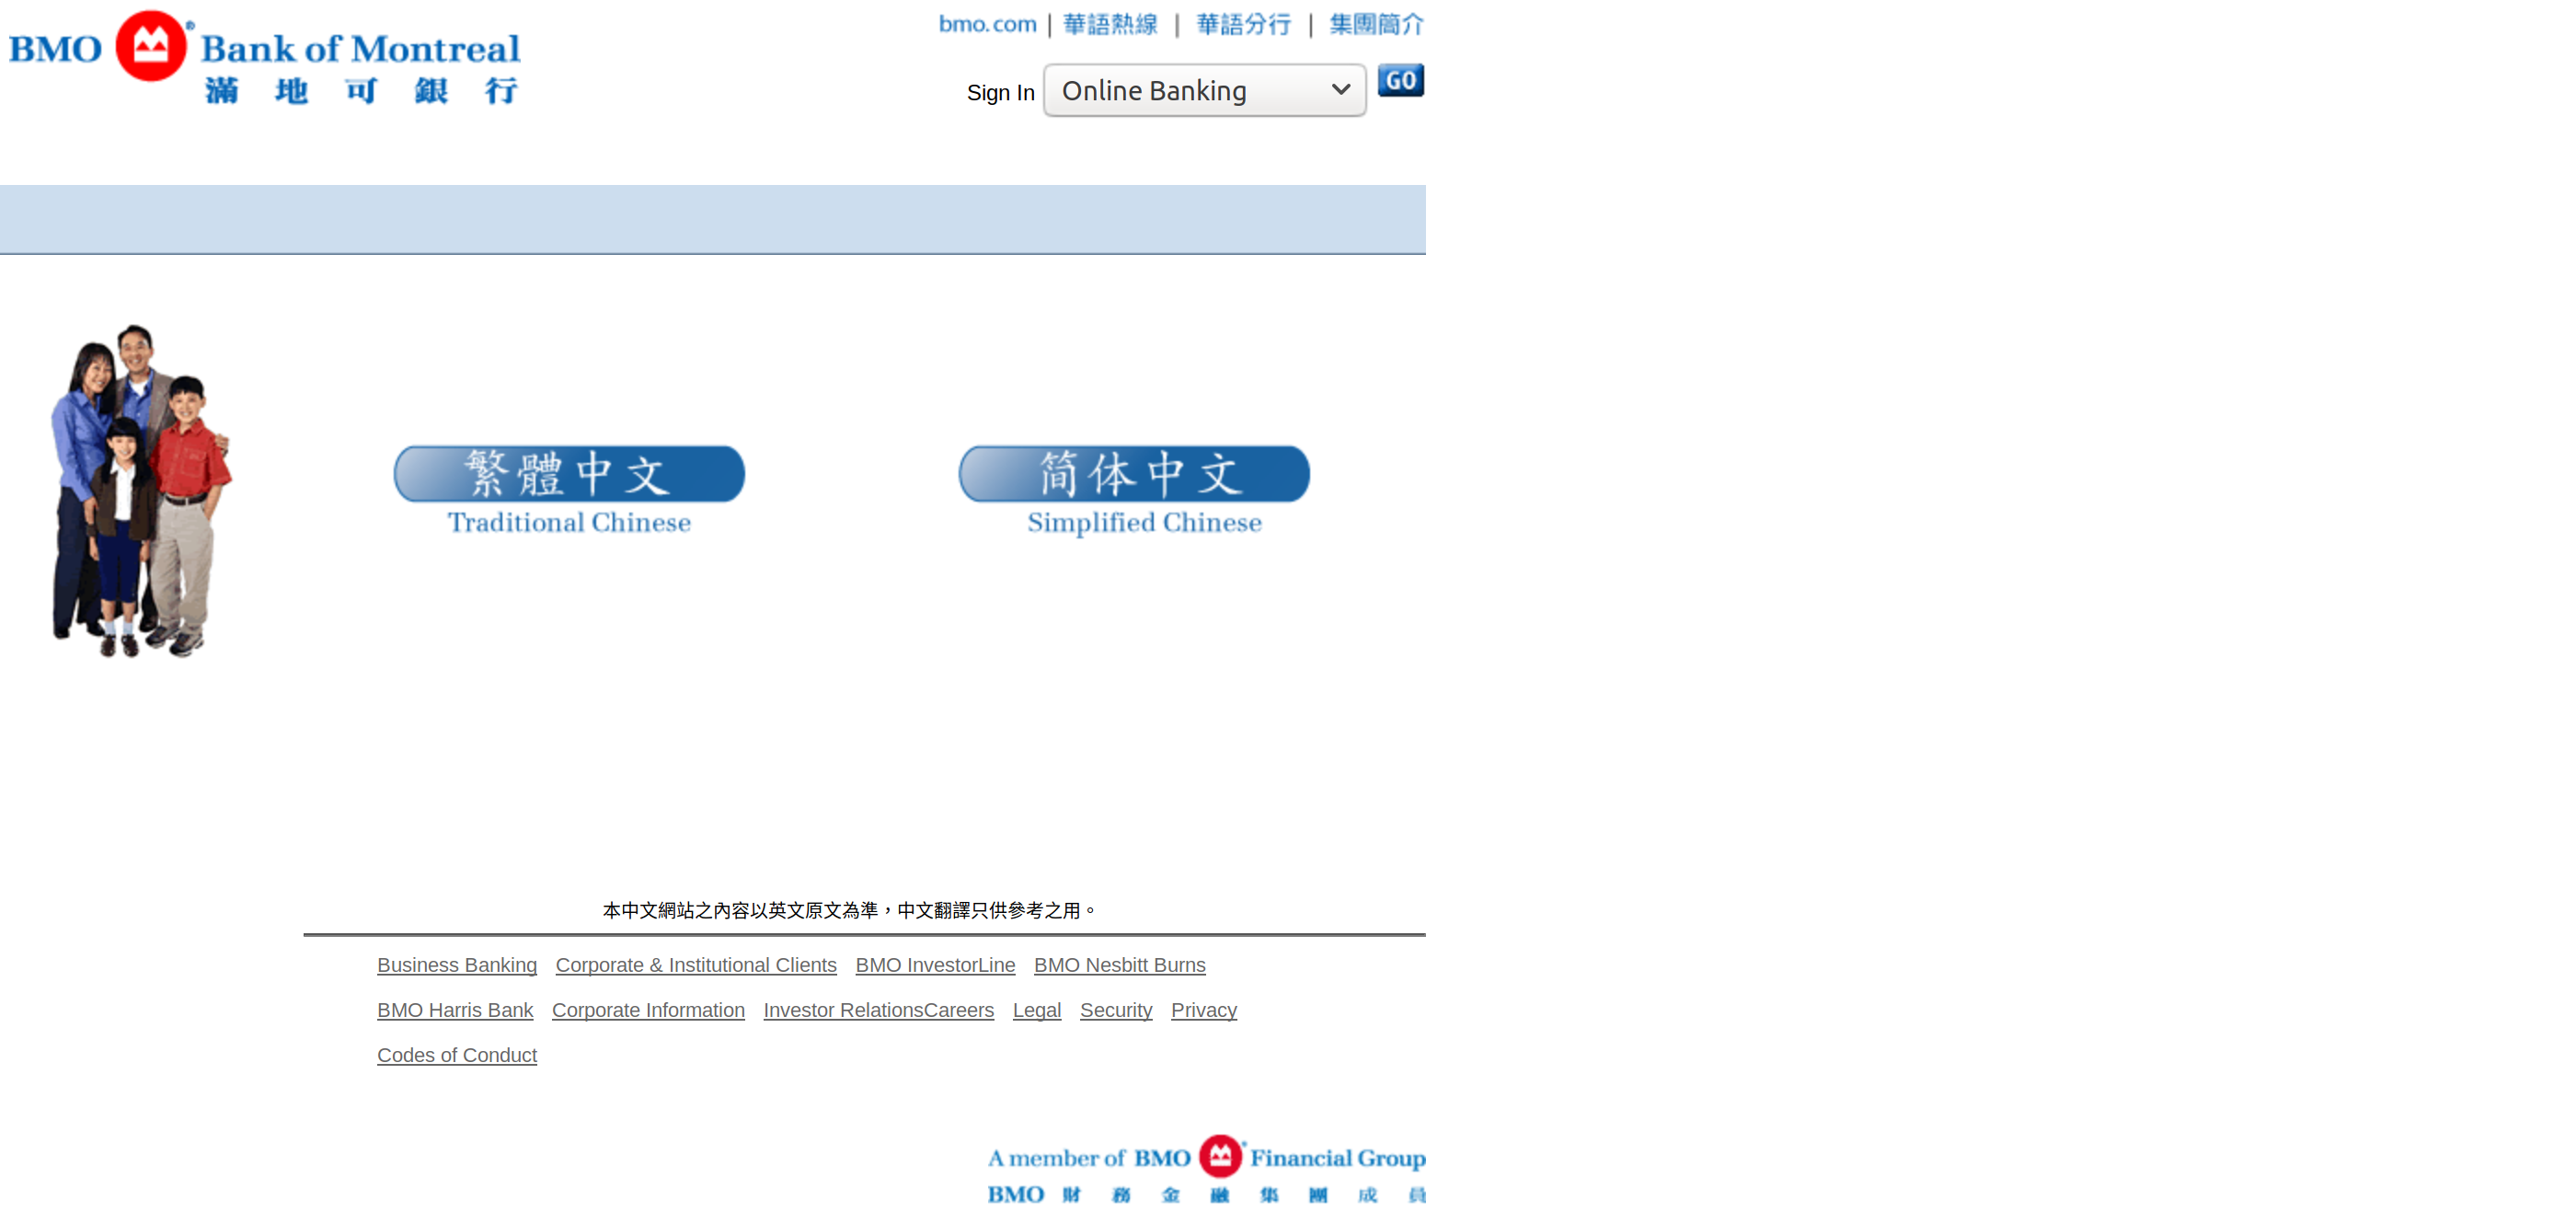 BMO Bank of Montreal
滿地可銀行
bmo.com | 華語熱線 | 華語分行 | 集團簡介
Sign In Online Banking GO
繁體中文
Traditional Chinese
简体中文
Simplified Chinese
本中文網站之內容以英文原文為準，中文翻譯只供參考之用。
Business Banking Corporate & Institutional Clients BMO InvestorLine BMO Nesbitt Burns
BMO Harris Bank Corporate Information Investor RelationsCareers Legal Security Privacy
Codes of Conduct
A member of BMO Financial Group
BMO 財務金融集團成員